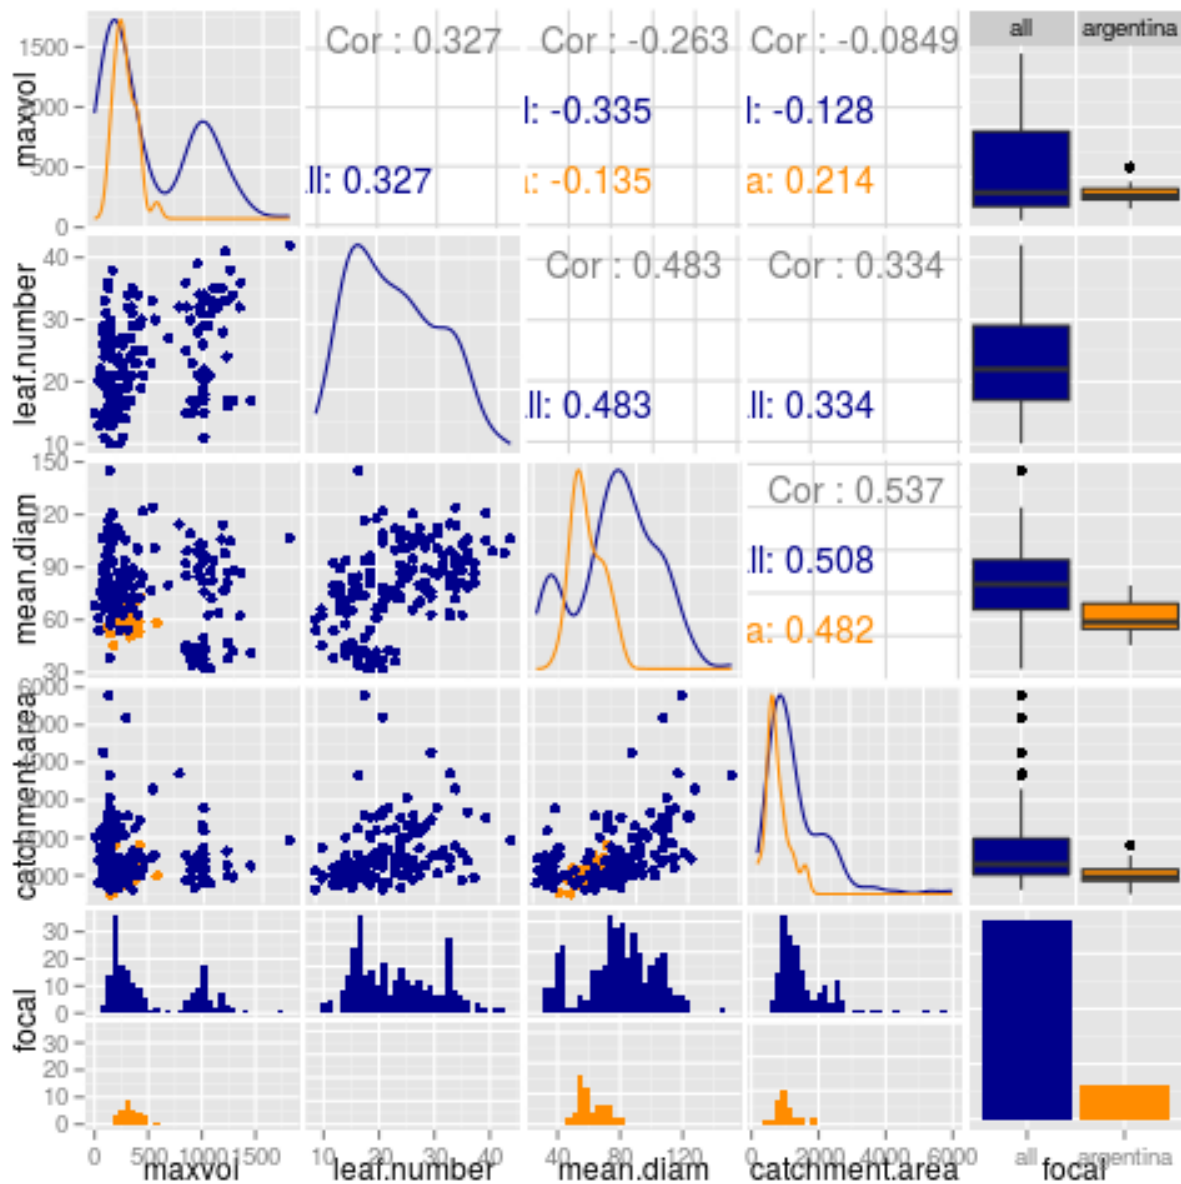 Cor : 0.327
Cor : -0.263
Cor : -0.0849
all
argentina
maxvol
1500
500
0
ll: 0.327
l: -0.335
a: -0.135
l: -0.128
a: 0.214
leaf.number
40
30
20
10
Cor : 0.483
ll: 0.483
Cor : 0.334
ll: 0.334
mean.diam
150
120
90
60
30
Cor : 0.537
ll: 0.508
a: 0.482
catchment.area
6000
focal
30
20
10
0
30
20
10
0
0 500 1500
maxvol
10 20 30 40
leaf.number
40 80 120
mean.diam
0 2000 4000 6000
catchment.area
all argentina
focal